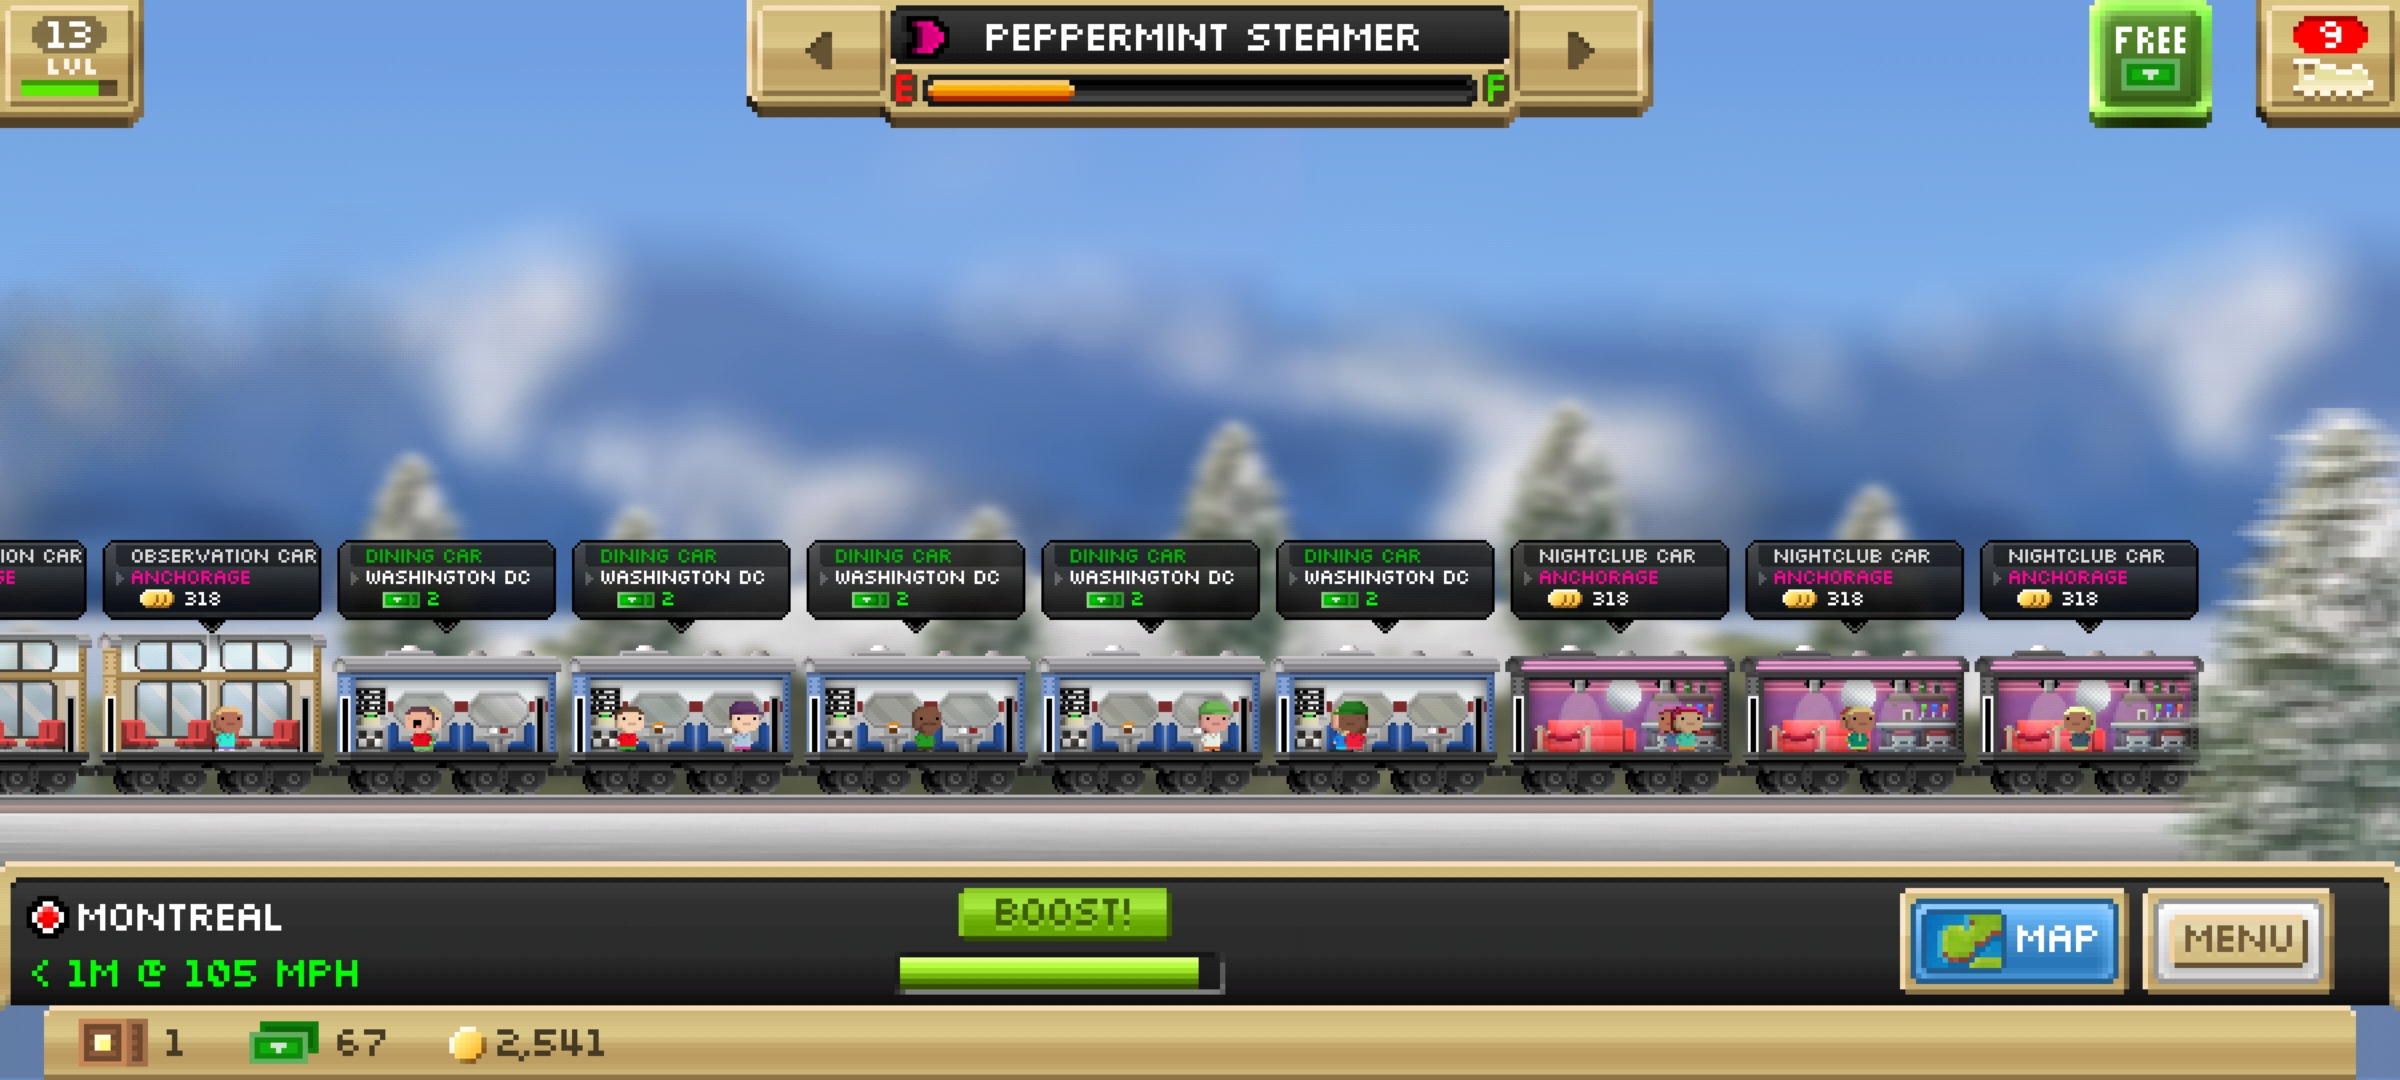 13
LVL
PEPPERMINT STEAMER
E F
FREE
9
ION CAR
OBSERVATION CAR
ANCHORAGE
318
DINING CAR
WASHINGTON DC
2
DINING CAR
WASHINGTON DC
2
DINING CAR
WASHINGTON DC
2
DINING CAR
WASHINGTON DC
2
DINING CAR
WASHINGTON DC
2
NIGHTCLUB CAR
ANCHORAGE
318
NIGHTCLUB CAR
ANCHORAGE
318
NIGHTCLUB CAR
ANCHORAGE
318
MONTREAL
< 1M @ 105 MPH
BOOST!
MAP
MENU
1
67
2,541